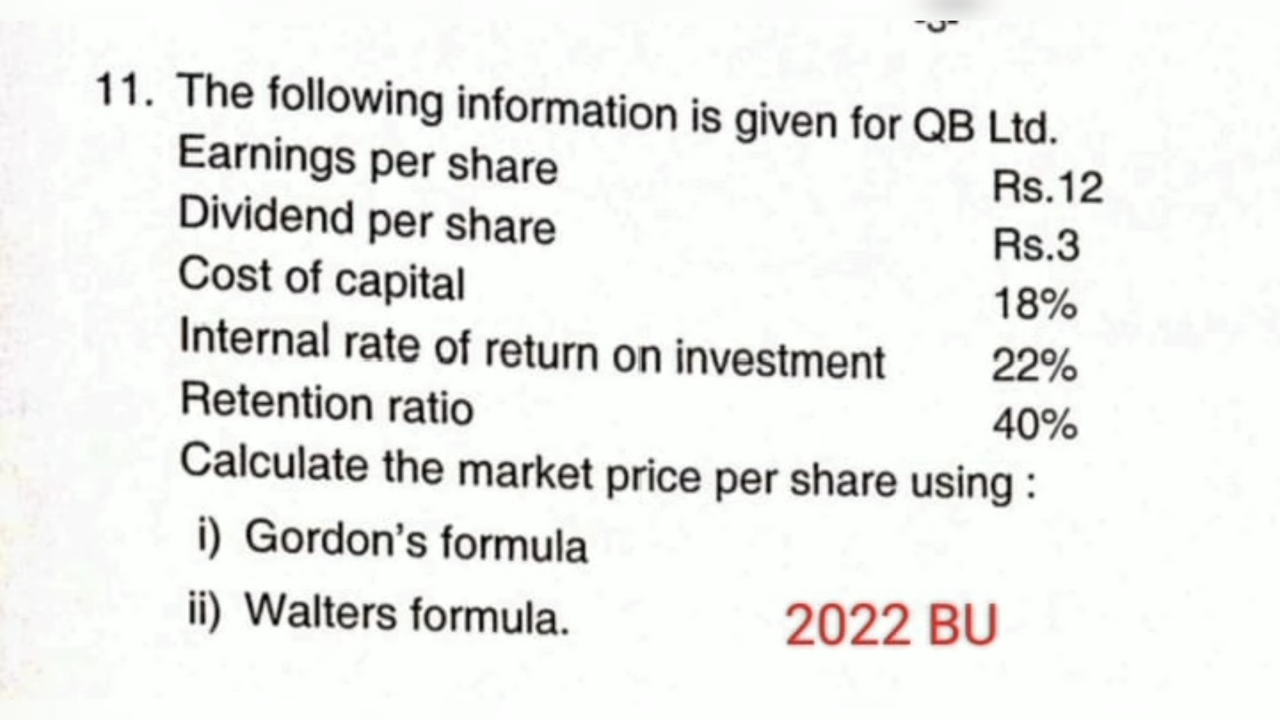 11. The following information is given for QB Ltd.
Earnings per share Rs.12
Dividend per share Rs.3
Cost of capital 18%
Internal rate of return on investment 22%
Retention ratio 40%
Calculate the market price per share using :
i) Gordon's formula
ii) Walters formula.
2022 BU